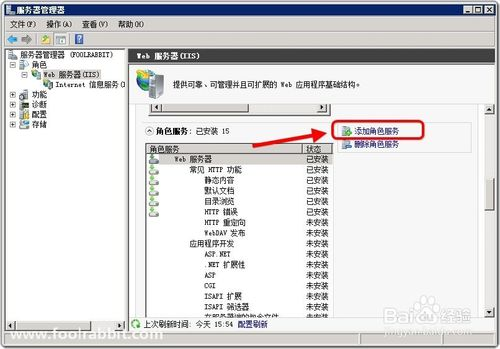 服务器管理器
文件(F) 操作(A) 查看(V) 帮助(H)
服务器管理器 (FOOLRABBIT)
角色
Web 服务器(IIS)
Internet 信息服务(
功能
诊断
配置
存储
Web 服务器(IIS)
提供可靠、可管理并且可扩展的 Web 应用程序基础结构。
角色服务: 已安装 15
添加角色服务
删除角色服务
角色服务 状态
Web 服务器 已安装
常见 HTTP 功能 已安装
静态内容 已安装
默认文档 已安装
目录浏览 已安装
HTTP 错误 已安装
HTTP 重定向 未安装
WebDAV 发布 未安装
应用程序开发 未安装
ASP.NET 未安装
.NET 扩展性 未安装
ASP 未安装
CGI 未安装
ISAPI 扩展 未安装
ISAPI 筛选器 未安装
在服务器端的包含文件 未安装
上次刷新时间: 今天 15:54 配置刷新
www.foolrabbit.com
Baidu 经验
jingyan.baidu.com